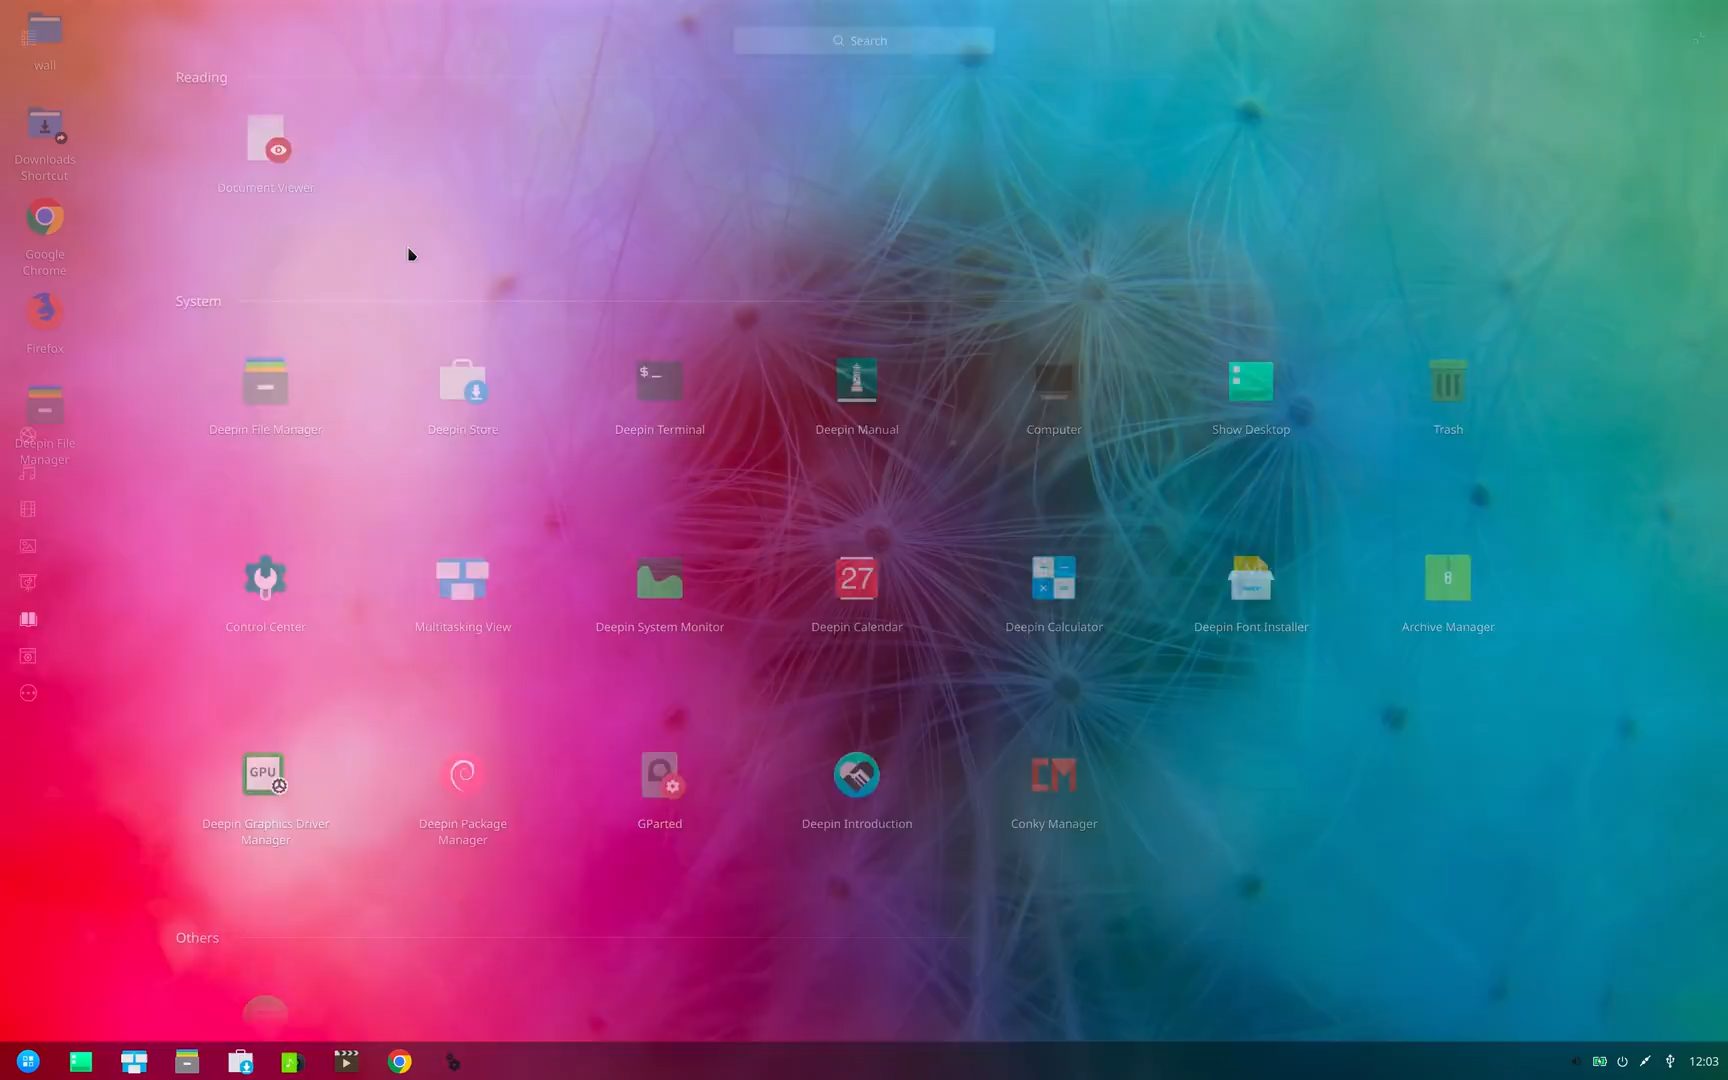 Search
wall
Downloads
Shortcut
Google
Chrome
Firefox
Deepin File
Manager
Reading
Document Viewer
System
Deepin File Manager
$_
Deepin Store
Deepin Terminal
Deepin Manual
Computer
Show Desktop
Trash
27
Control Center
Multitasking View
Deepin System Monitor
Deepin Calendar
Deepin Calculator
Deepin Font Installer
Archive Manager
GPU
CM
Deepin Graphics Driver
Manager
Deepin Package
Manager
GParted
Deepin Introduction
Conky Manager
Others
12:03